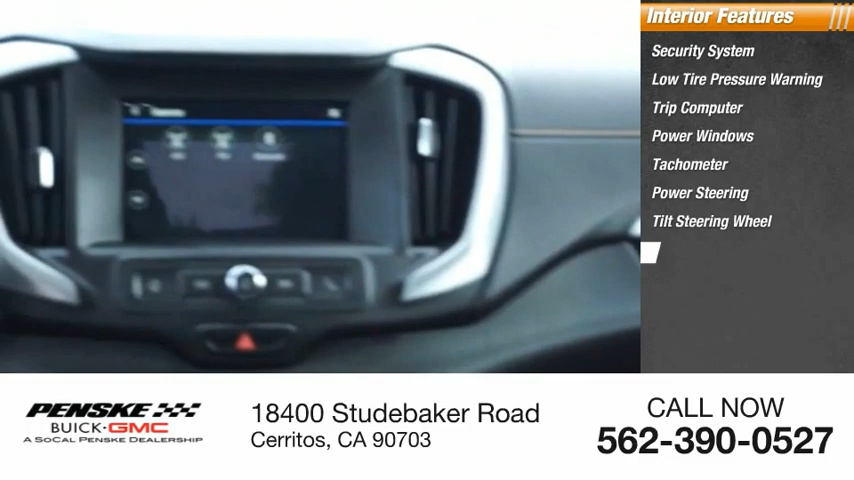 Interior Features
Security System
Low Tire Pressure Warning
Trip Computer
Power Windows
Tachometer
Power Steering
Tilt Steering Wheel
PENSKE
BUICK·GMC
A SOCAL PENSKE DEALERSHIP
18400 Studebaker Road
Cerritos, CA 90703
CALL NOW
562-390-0527